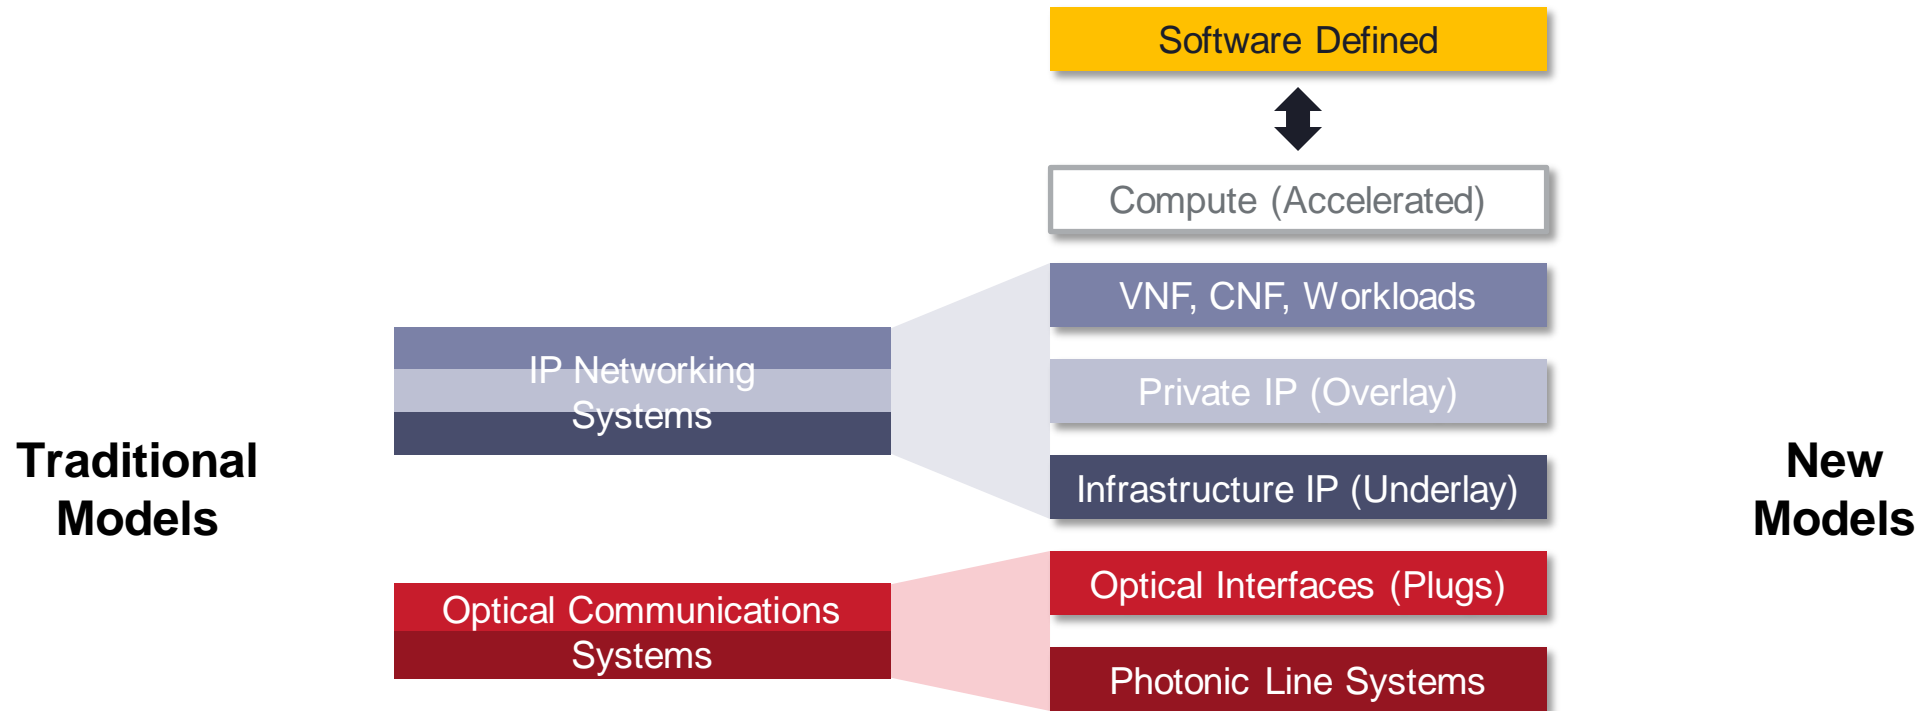 Software Defined
Compute (Accelerated)
VNF, CNF, Workloads
IP Networking
Systems
Private IP (Overlay)
Infrastructure IP (Underlay)
Traditional
Models
New
Models
Optical Interfaces (Plugs)
Optical Communications
Systems
Photonic Line Systems